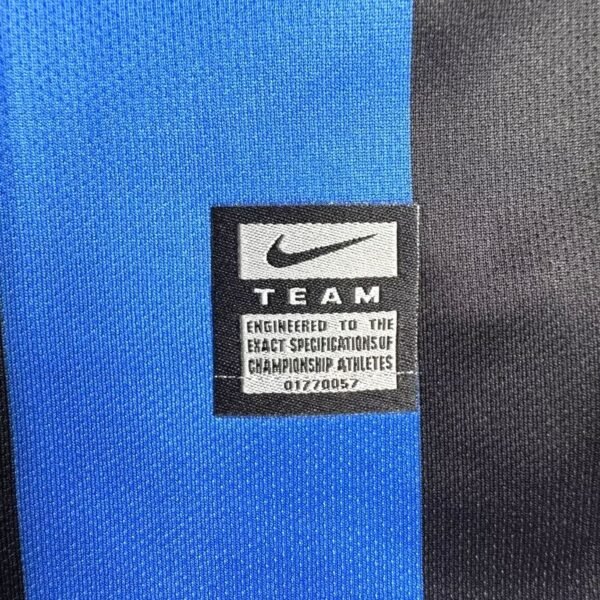 TEAM
ENGINEERED TO THE
EXACT SPECIFICATIONS OF
CHAMPIONSHIP ATHLETES
01770057